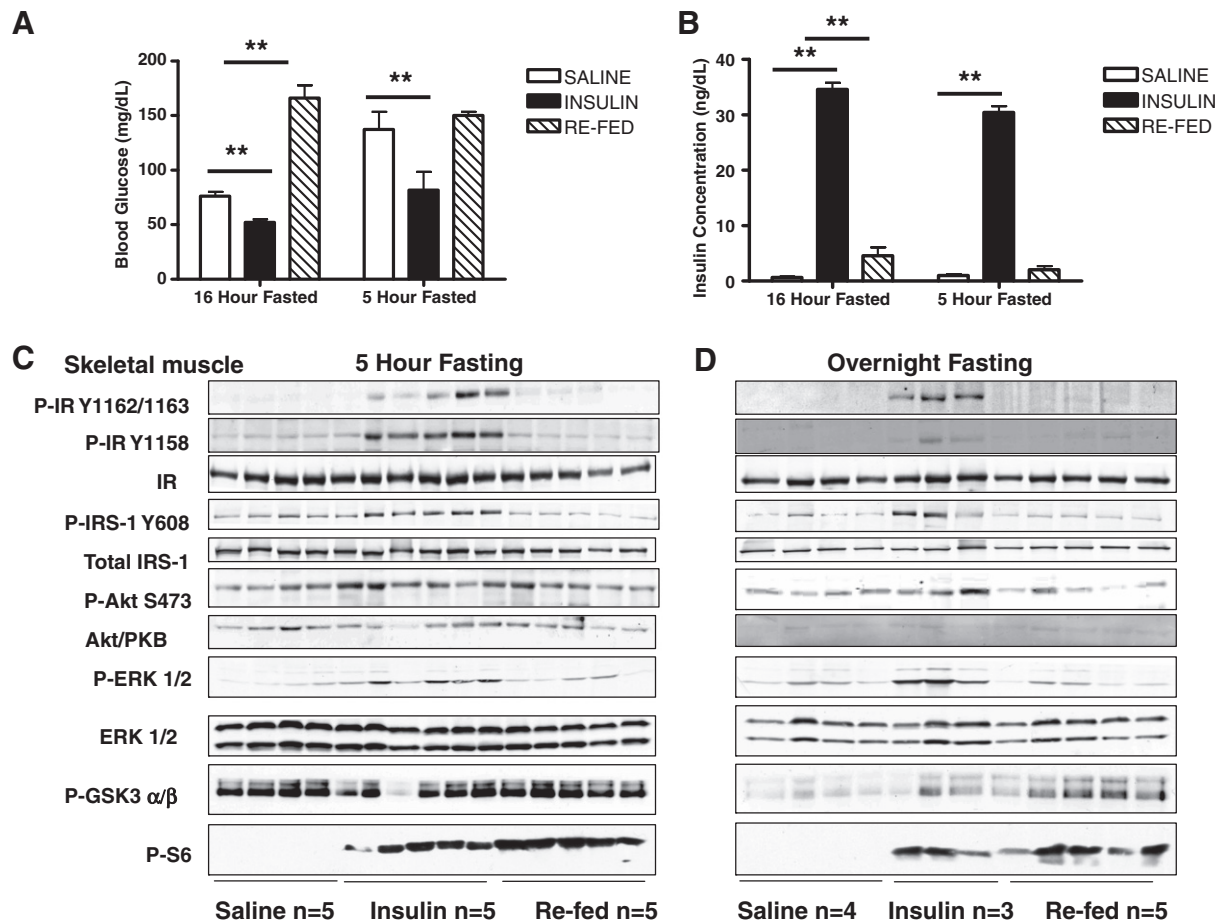 A
**
**
**
200
150
100
50
0
Blood Glucose (mg/dL)
16 Hour Fasted
5 Hour Fasted
SALINE
INSULIN
RE-FED
B
**
**
**
40
30
20
10
0
Insulin Concentration (ng/dL)
16 Hour Fasted
5 Hour Fasted
SALINE
INSULIN
RE-FED
C
Skeletal muscle
5 Hour Fasting
P-IR Y1162/1163
P-IR Y1158
IR
P-IRS-1 Y608
Total IRS-1
P-Akt S473
Akt/PKB
P-ERK 1/2
ERK 1/2
P-GSK3 α/β
P-S6
Saline n=5
Insulin n=5
Re-fed n=5
D
Overnight Fasting
Saline n=4
Insulin n=3
Re-fed n=5